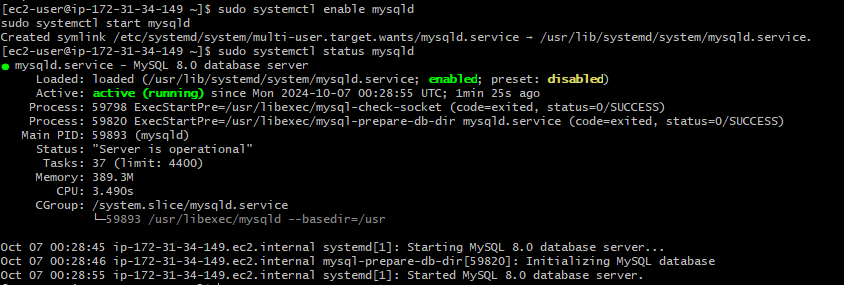 [ec2-user@ip-172-31-34-149 ~]$ sudo systemctl enable mysqld
sudo systemctl start mysqld
Created symlink /etc/systemd/system/multi-user.target.wants/mysqld.service → /usr/lib/systemd/system/mysqld.service.
[ec2-user@ip-172-31-34-149 ~]$ sudo systemctl status mysqld
● mysqld.service - MySQL 8.0 database server
Loaded: loaded (/usr/lib/systemd/system/mysqld.service; enabled; preset: disabled)
Active: active (running) since Mon 2024-10-07 00:28:55 UTC; 1min 25s ago
Process: 59798 ExecStartPre=/usr/libexec/mysql-check-socket (code=exited, status=0/SUCCESS)
Process: 59820 ExecStartPre=/usr/libexec/mysql-prepare-db-dir mysqld.service (code=exited, status=0/SUCCESS)
Main PID: 59893 (mysqld)
Status: "Server is operational"
Tasks: 37 (limit: 4400)
Memory: 389.3M
CPU: 3.490s
CGroup: /system.slice/mysqld.service
└─59893 /usr/libexec/mysqld --basedir=/usr
Oct 07 00:28:45 ip-172-31-34-149.ec2.internal systemd[1]: Starting MySQL 8.0 database server...
Oct 07 00:28:46 ip-172-31-34-149.ec2.internal mysql-prepare-db-dir[59820]: Initializing MySQL database
Oct 07 00:28:55 ip-172-31-34-149.ec2.internal systemd[1]: Started MySQL 8.0 database server.